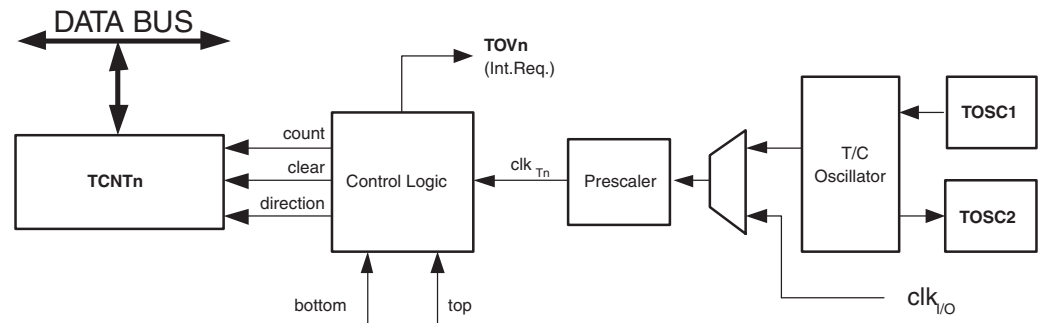 DATA BUS
TOVn
(Int.Req.)
TOSC1
count
TCNTn
clear
Control Logic
clk Tn
Prescaler
T/C
Oscillator
direction
TOSC2
bottom
top
clkI/O